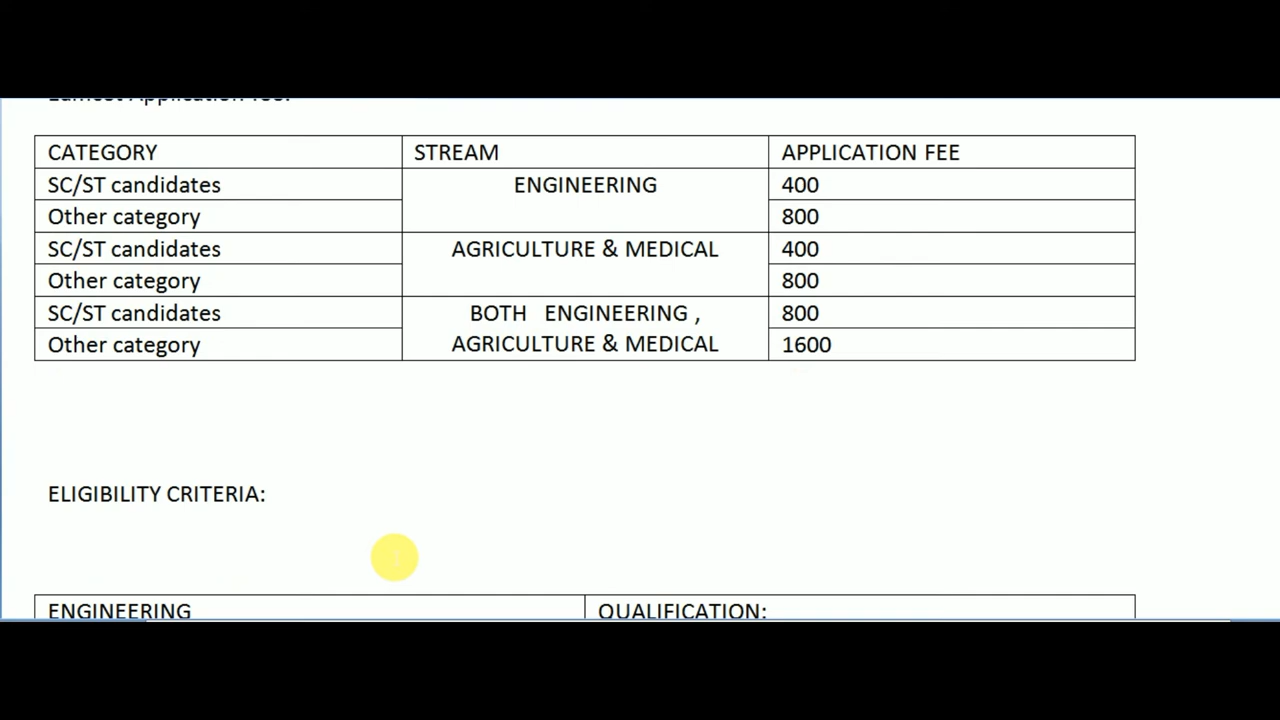 CATEGORY STREAM APPLICATION FEE
SC/ST candidates ENGINEERING 400
Other category 800
SC/ST candidates AGRICULTURE & MEDICAL 400
Other category 800
SC/ST candidates BOTH ENGINEERING , 800
Other category AGRICULTURE & MEDICAL 1600
ELIGIBILITY CRITERIA:
ENGINEERING QUALIFICATION: